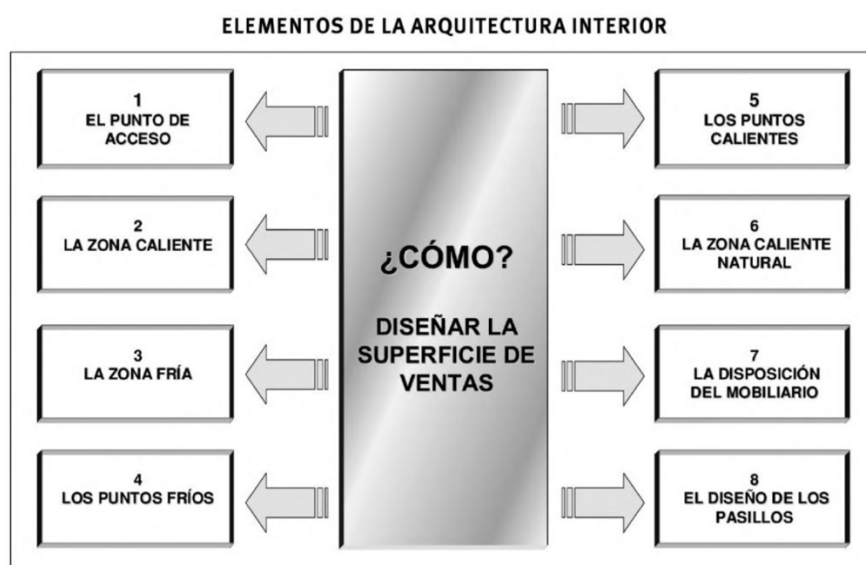 ELEMENTOS DE LA ARQUITECTURA INTERIOR
1
EL PUNTO DE
ACCESO
2
LA ZONA CALIENTE
3
LA ZONA FRÍA
4
LOS PUNTOS FRÍOS
¿CÓMO?
DISEÑAR LA
SUPERFICIE DE
VENTAS
5
LOS PUNTOS
CALIENTES
6
LA ZONA CALIENTE
NATURAL
7
LA DISPOSICIÓN
DEL MOBILIARIO
8
EL DISEÑO DE LOS
PASILLOS